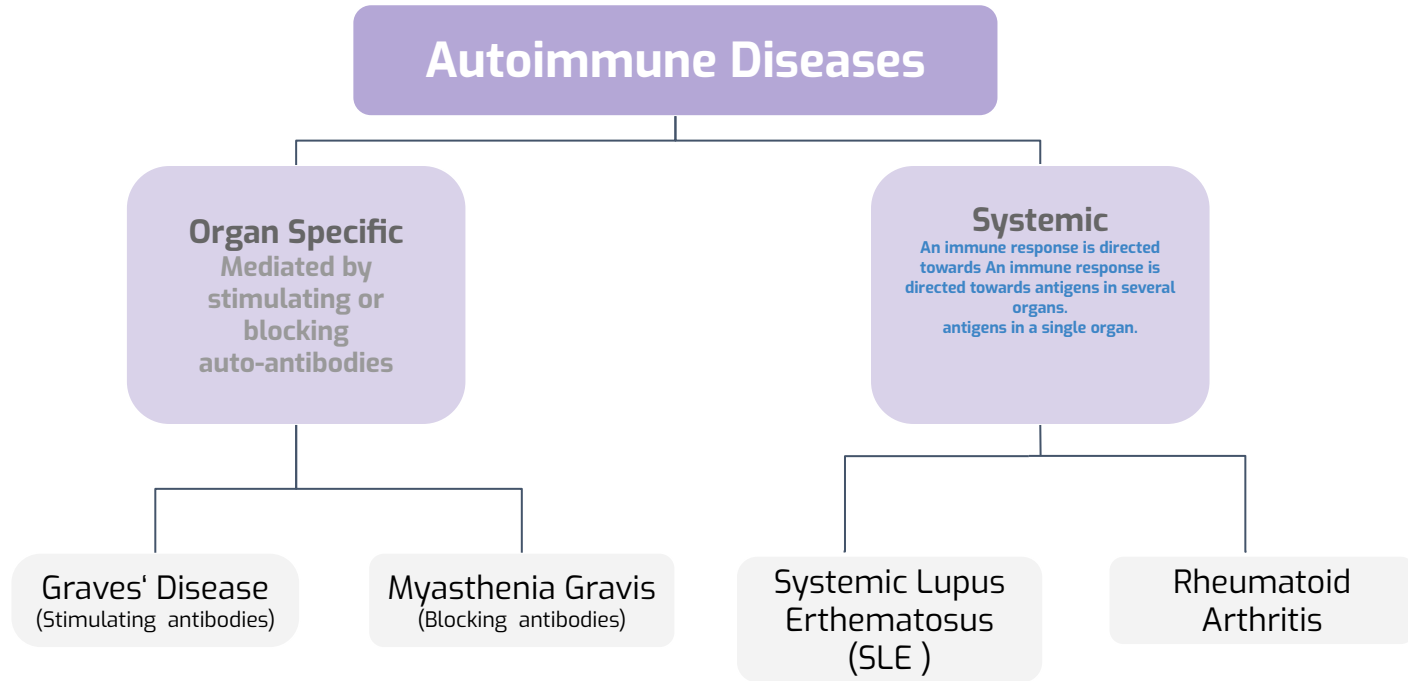 Autoimmune Diseases
Organ Specific
Mediated by
stimulating or
blocking
auto-antibodies
Systemic
An immune response is directed
towards An immune response is
directed towards antigens in several
organs.
antigens in a single organ.
Graves‘ Disease
(Stimulating antibodies)
Myasthenia Gravis
(Blocking antibodies)
Systemic Lupus
Erthematosus
(SLE )
Rheumatoid
Arthritis